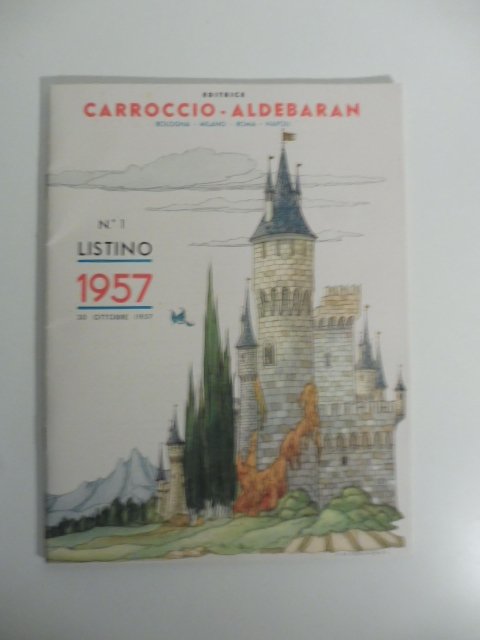 EDITRICE
CARROCCIO - ALDEBARAN
BOLOGNA - MILANO - ROMA - NAPOLI
N.° 1
LISTINO
1957
30 OTTOBRE 1957